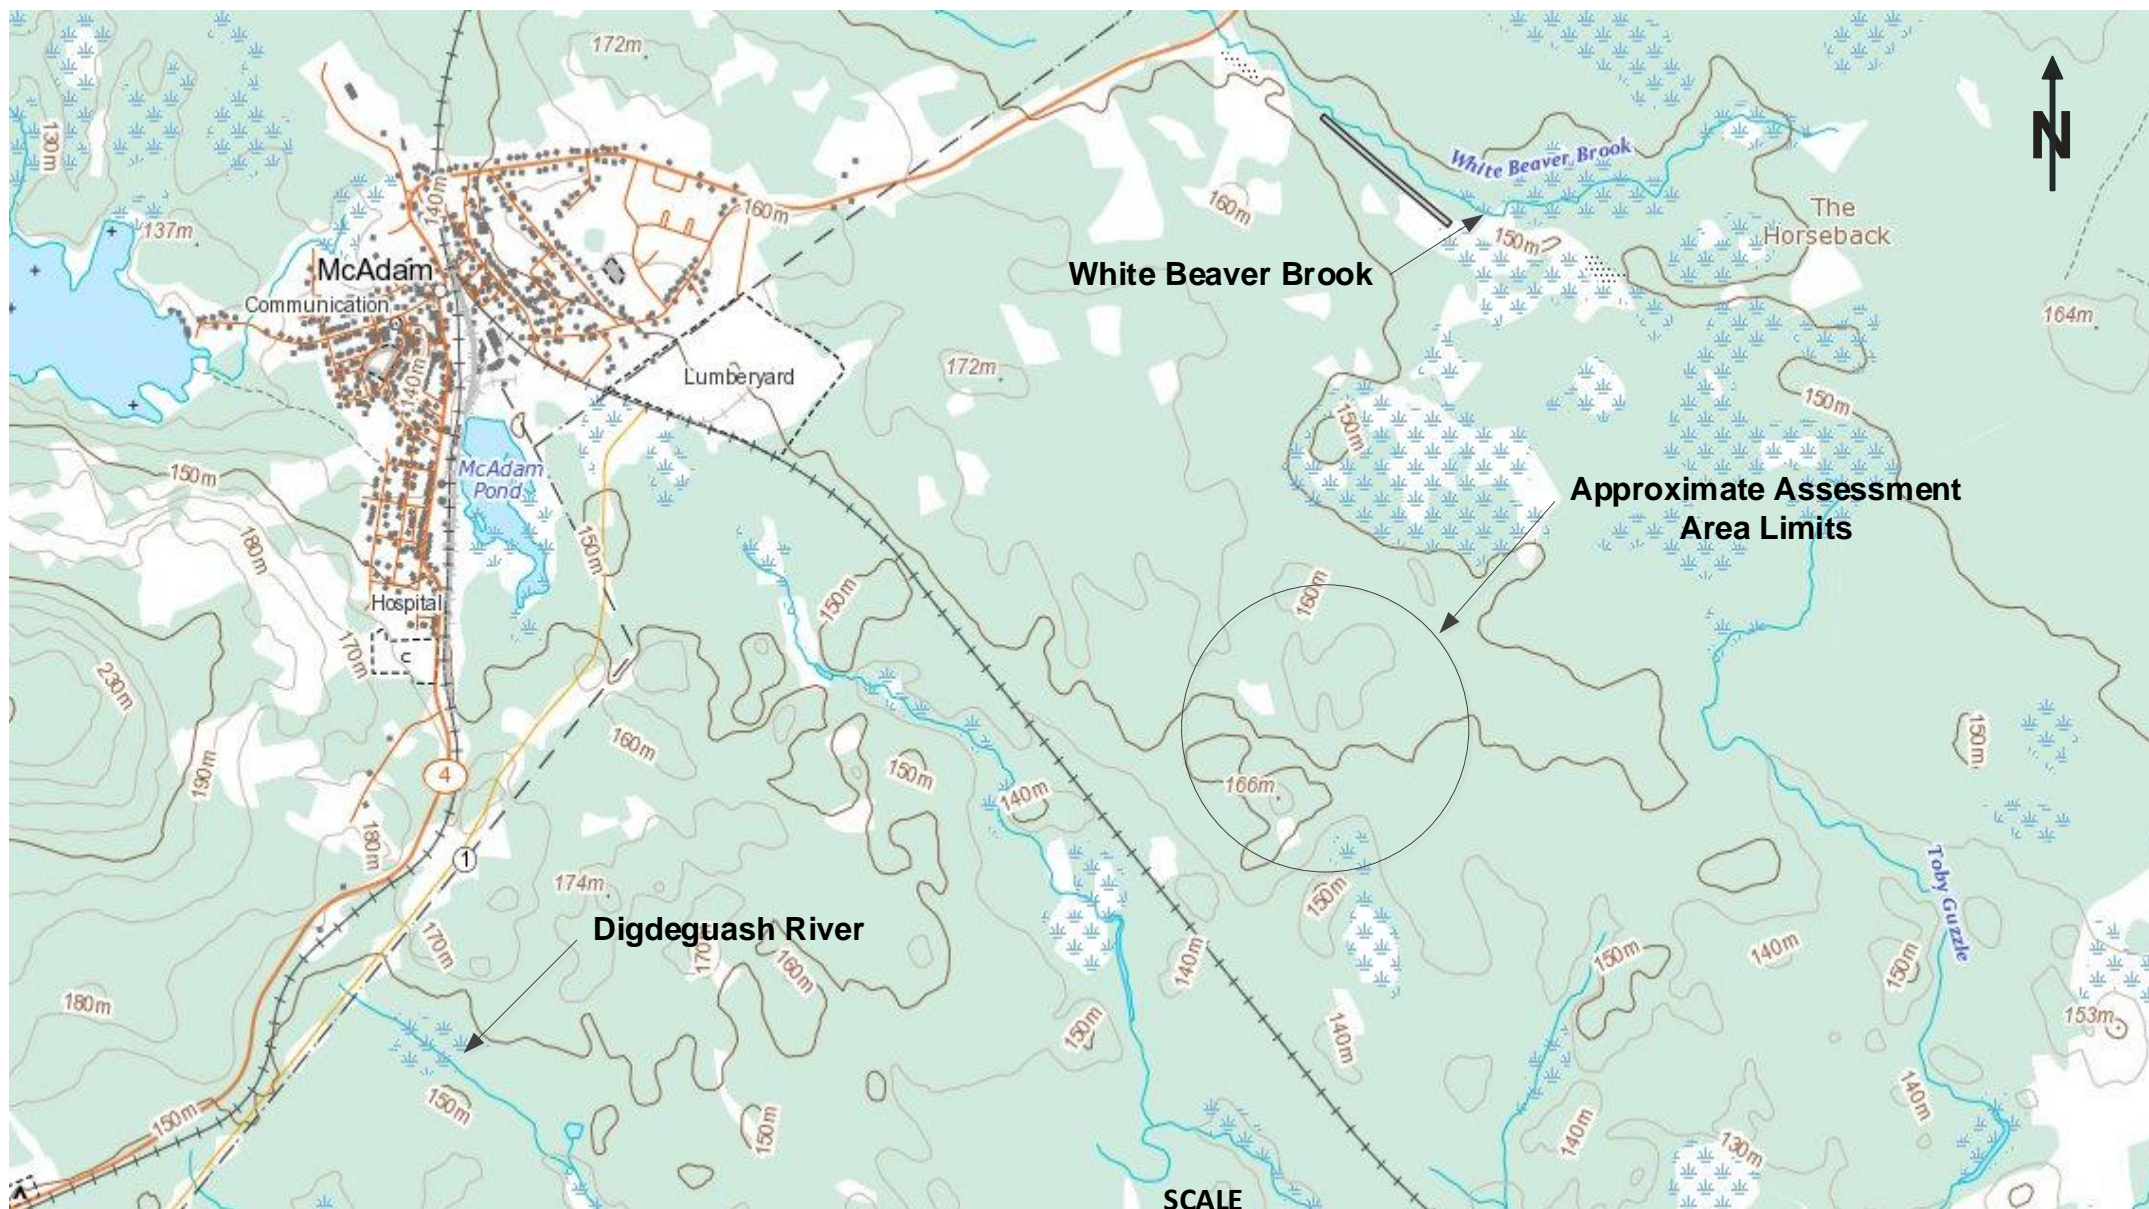 172m
N
130m
White Beaver Brook
140m
160m
160m
The
Horseback
137m
150m
McAdam
White Beaver Brook
Communication
164m
Lumberyard
172m
140m
150m
150m
McAdam
Pond
150m
Approximate Assessment
Area Limits
180m
150m
150m
160m
Hospital
C
170m
230m
160m
150m
190m
4
150m
140m
166m
180m
1
174m
150m
Toby Guzzle
Digdeguash River
170m
170m
160m
140m
150m
140m
150m
180m
150m
140m
153m
150m
150m
150m
140m
140m
130m
SCALE